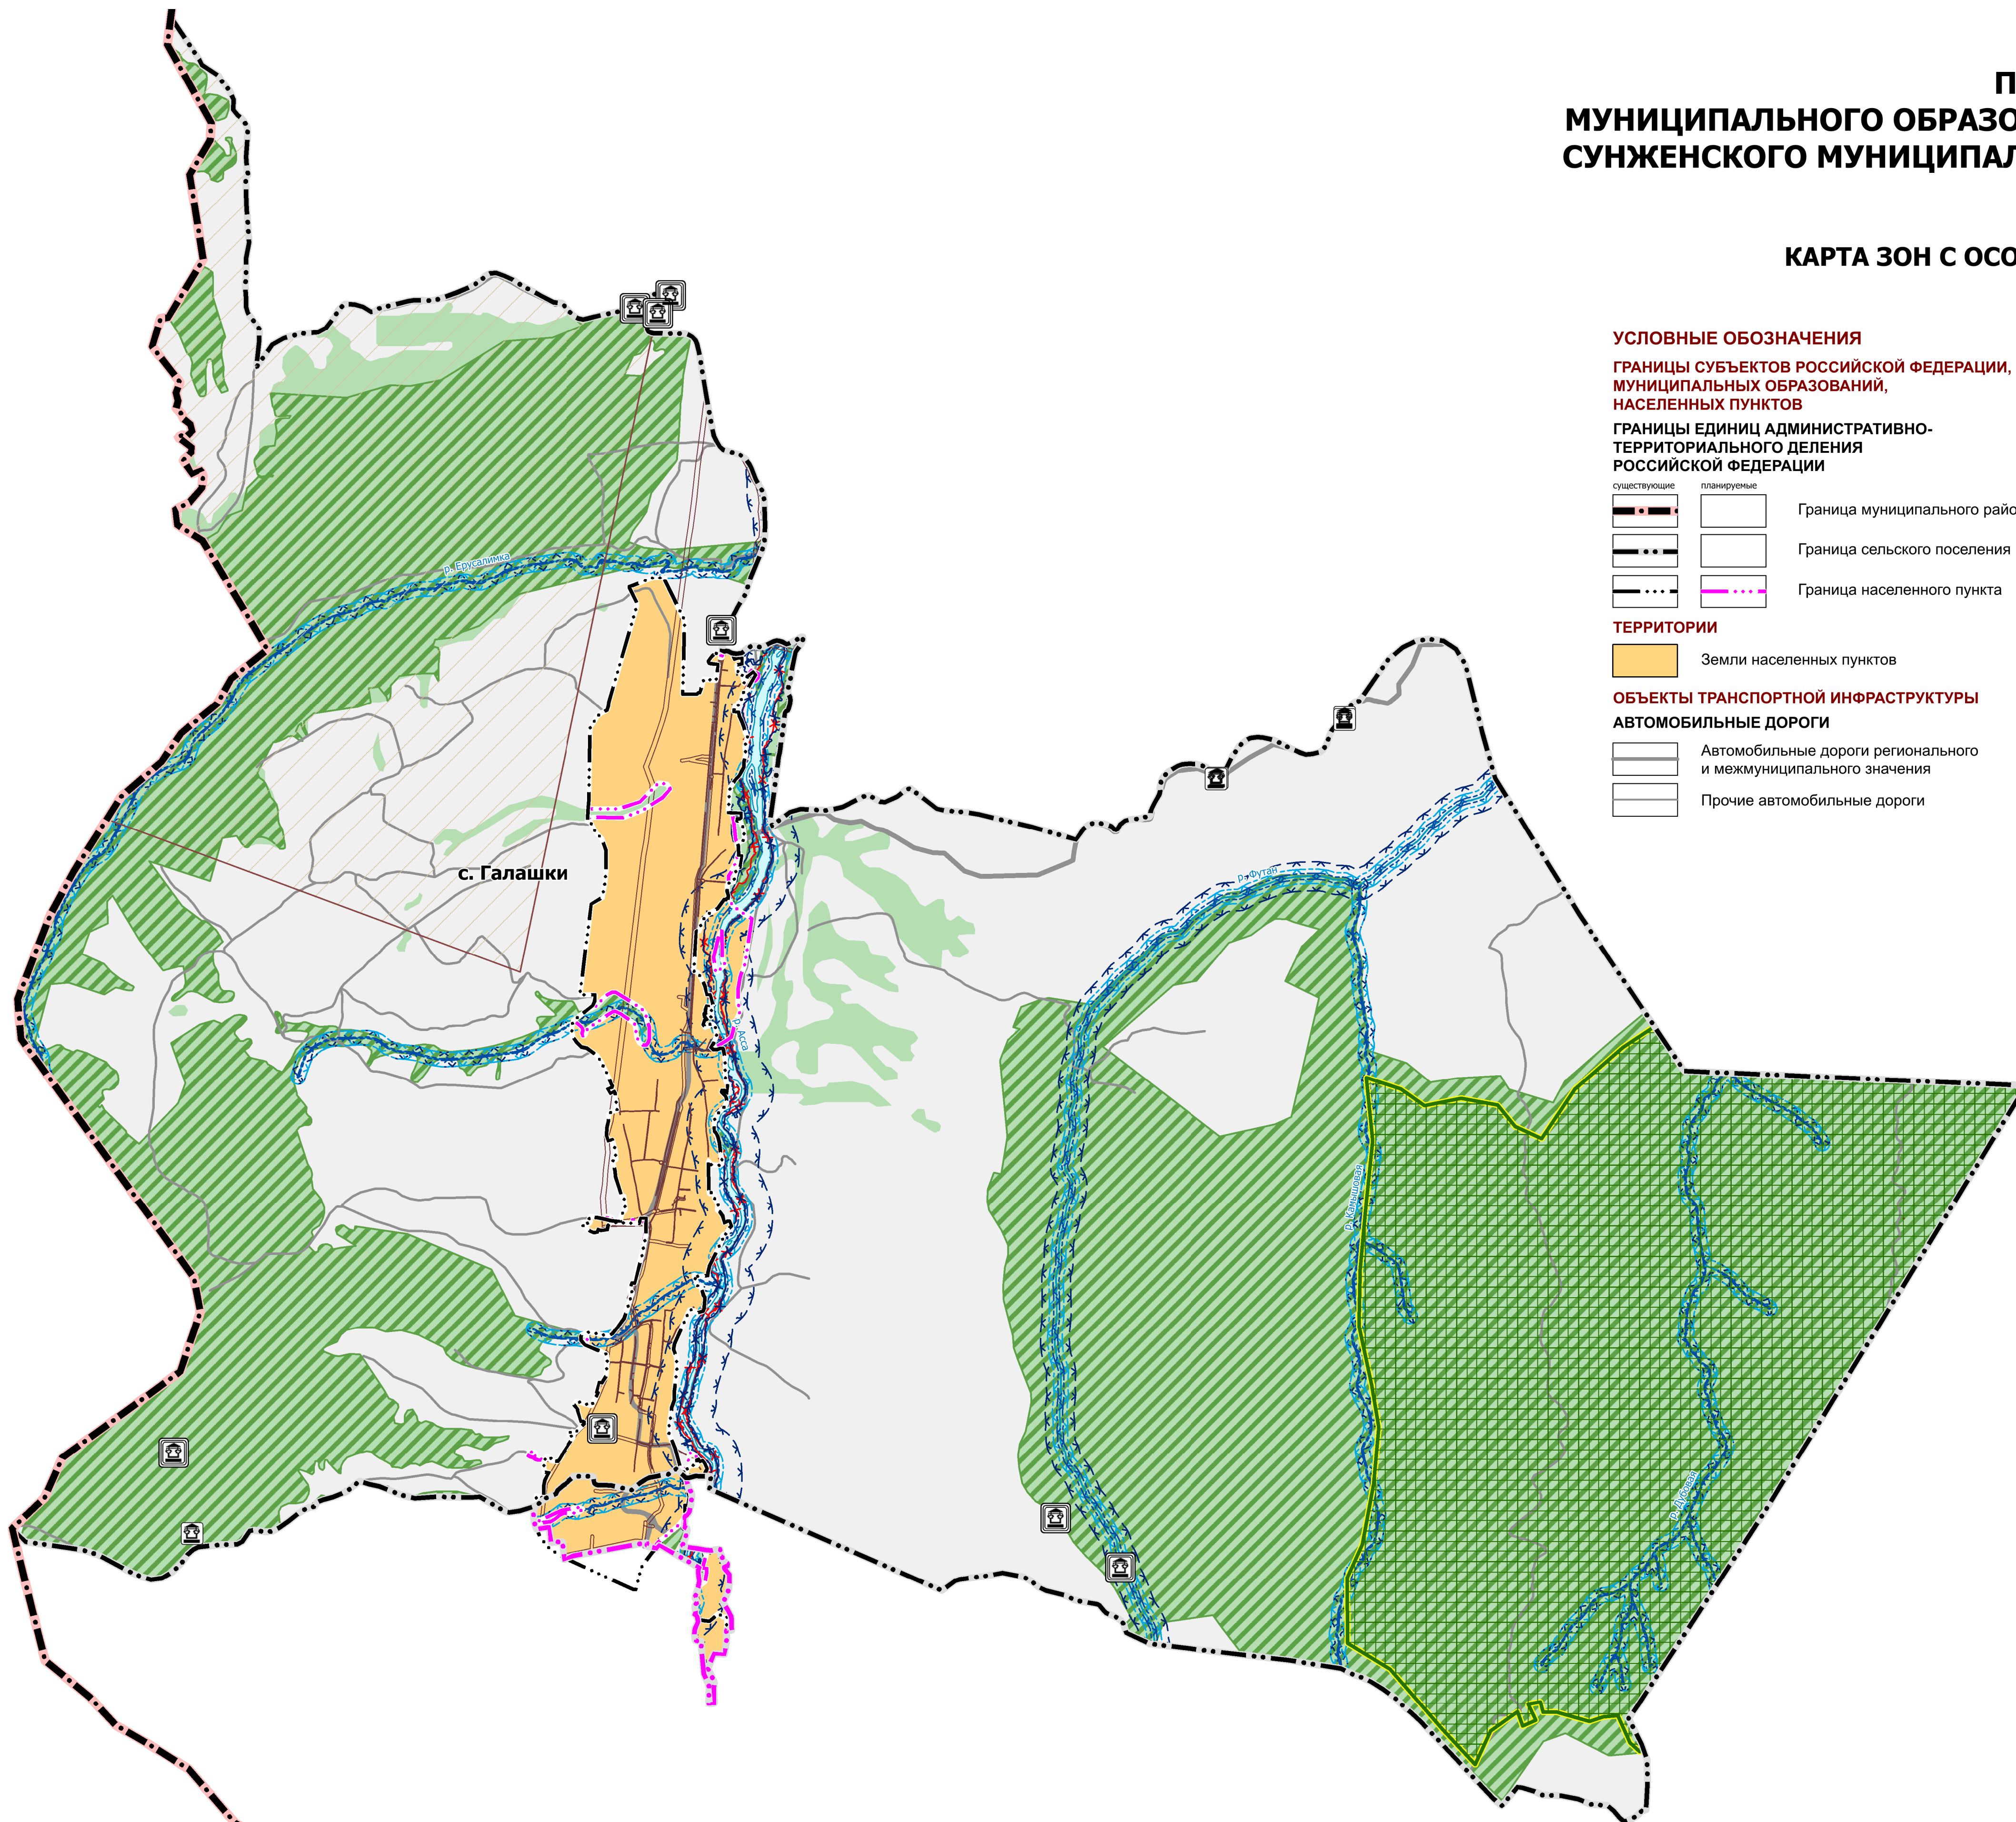 П
МУНИЦИПАЛЬНОГО ОБРАЗО
СУНЖЕНСКОГО МУНИЦИПАЛ
КАРТА ЗОН С ОСО
УСЛОВНЫЕ ОБОЗНАЧЕНИЯ
ГРАНИЦЫ СУБЪЕКТОВ РОССИЙСКОЙ ФЕДЕРАЦИИ,
МУНИЦИПАЛЬНЫХ ОБРАЗОВАНИЙ,
НАСЕЛЕННЫХ ПУНКТОВ
ГРАНИЦЫ ЕДИНИЦ АДМИНИСТРАТИВНО-
ТЕРРИТОРИАЛЬНОГО ДЕЛЕНИЯ
РОССИЙСКОЙ ФЕДЕРАЦИИ
существующие планируемые
Граница муниципального райо
Граница сельского поселения
Граница населенного пункта
ТЕРРИТОРИИ
Земли населенных пунктов
ОБЪЕКТЫ ТРАНСПОРТНОЙ ИНФРАСТРУКТУРЫ
АВТОМОБИЛЬНЫЕ ДОРОГИ
Автомобильные дороги регионального
и межмуниципального значения
Прочие автомобильные дороги
р. Ерусалимка
с. Галашки
р. Футан
р. Асса
р. Камышовая
р. Дубовая